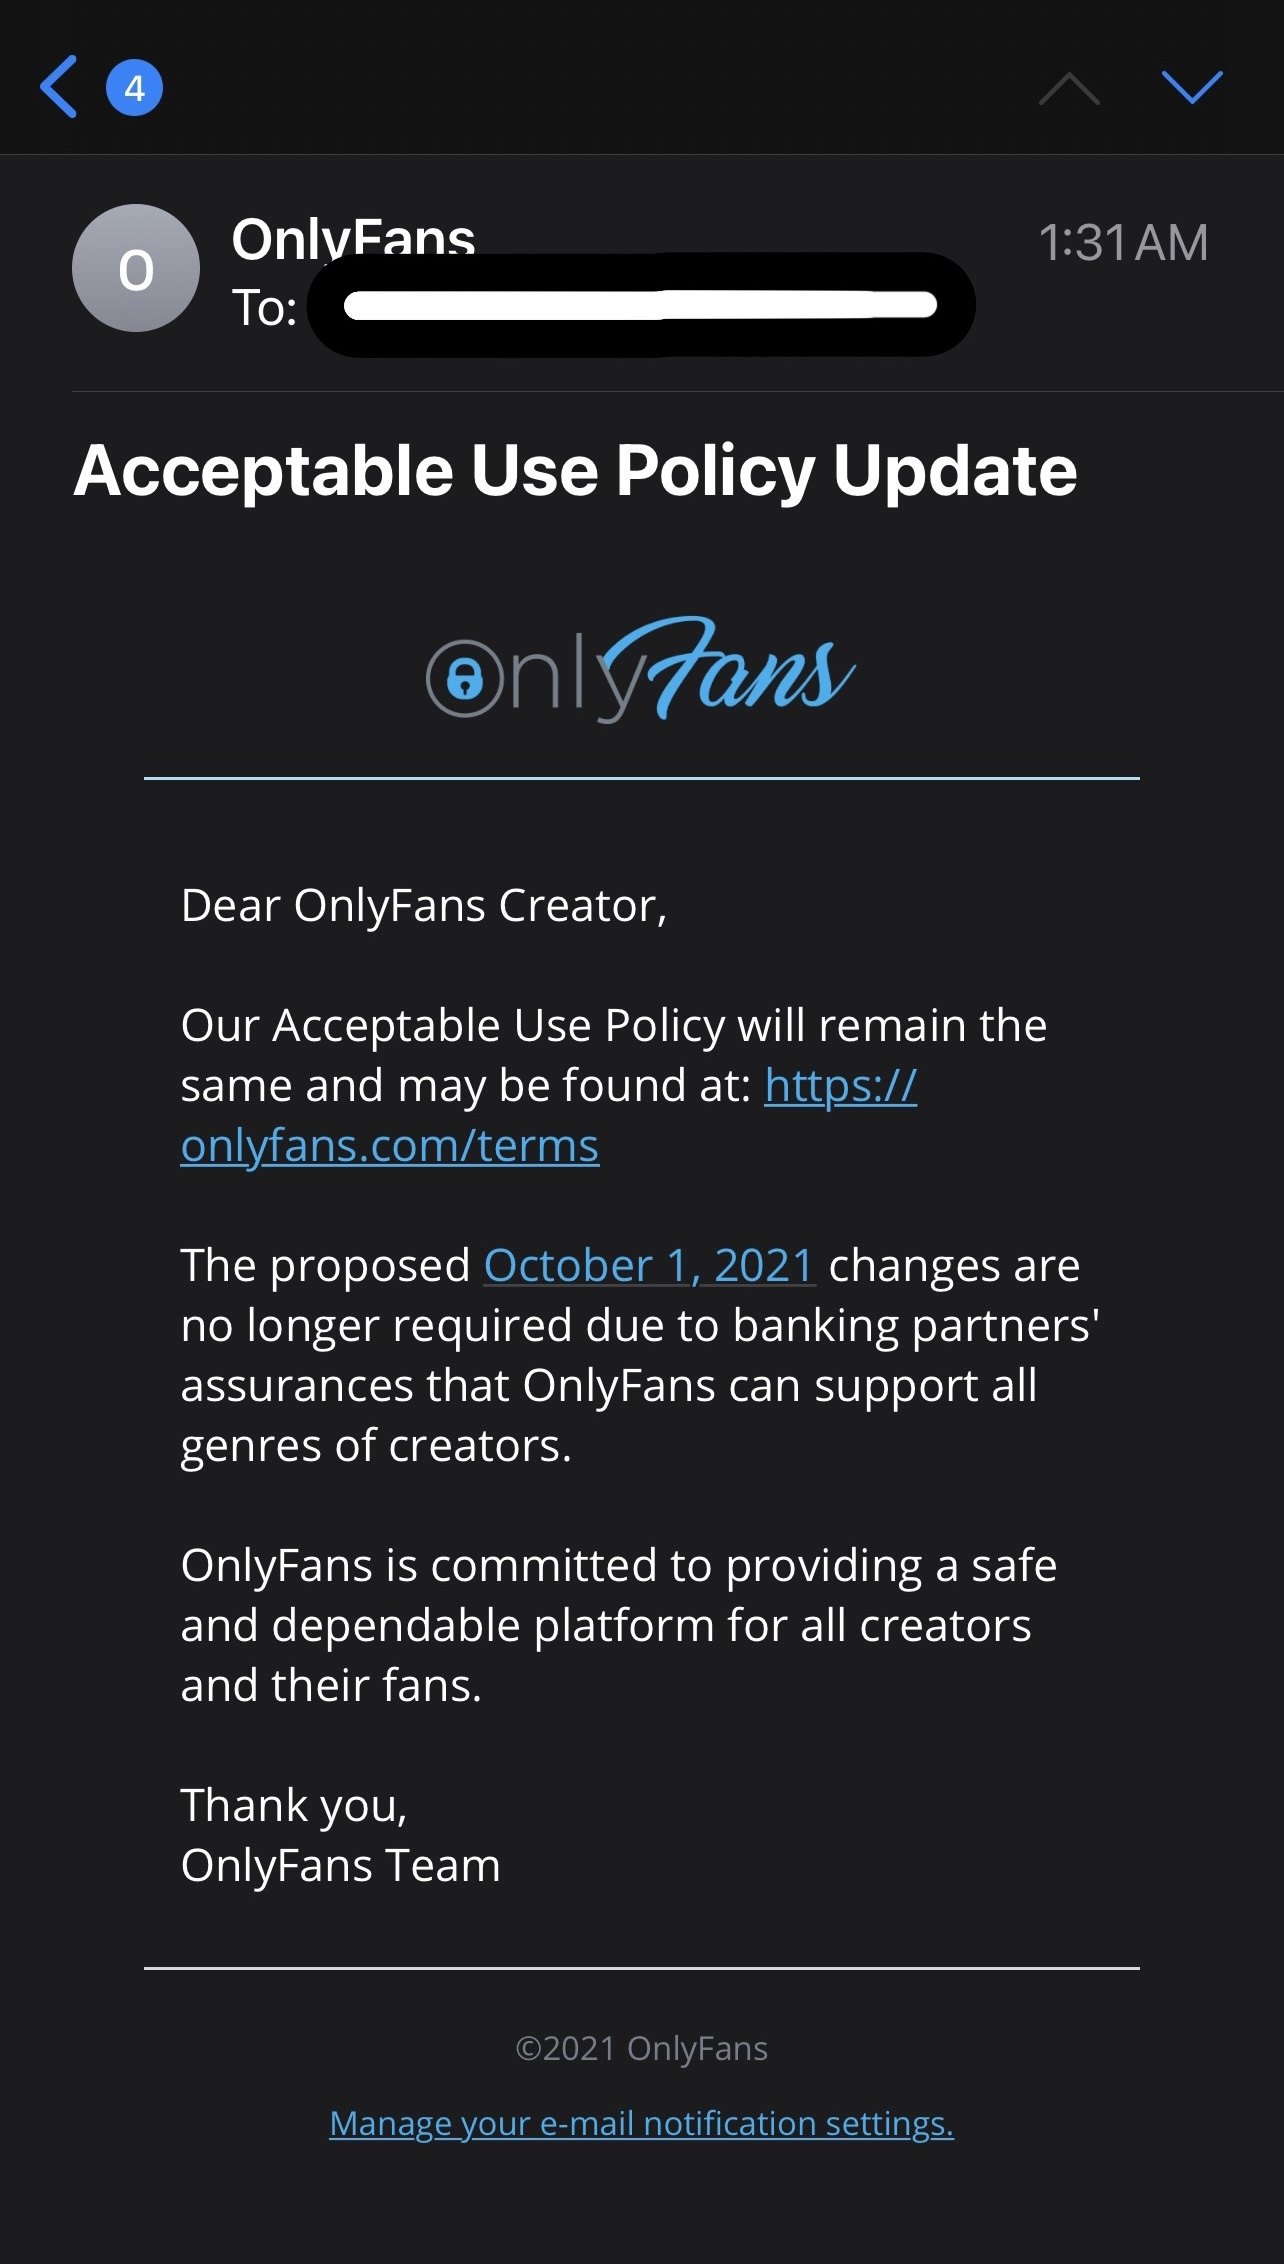 4
O
OnlyFans
1:31 AM
To:
Acceptable Use Policy Update
OnlyFans
Dear OnlyFans Creator,
Our Acceptable Use Policy will remain the
same and may be found at: https://
onlyfans.com/terms
The proposed October 1, 2021 changes are
no longer required due to banking partners'
assurances that OnlyFans can support all
genres of creators.
OnlyFans is committed to providing a safe
and dependable platform for all creators
and their fans.
Thank you,
OnlyFans Team
©2021 OnlyFans
Manage your e-mail notification settings.